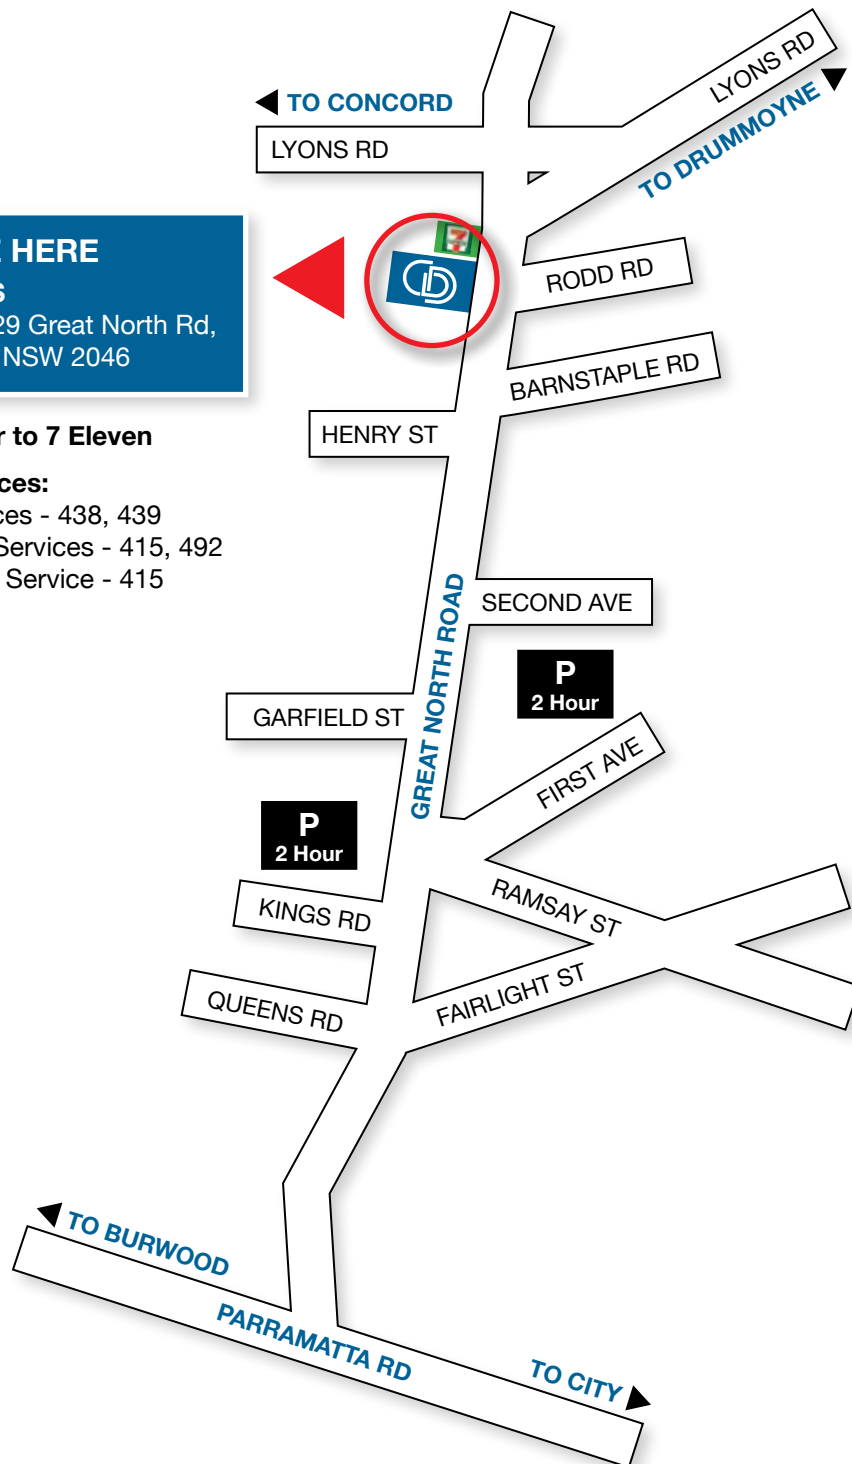 TO CONCORD
LYONS RD
LYONS RD
TO DRUMMOYNE
7
HERE
29 Great North Rd,
NSW 2046
RODD RD
BARNSTAPLE RD
HENRY ST
to 7 Eleven
- 438, 439
Services - 415, 492
Service - 415
SECOND AVE
GREAT NORTH ROAD
P
2 Hour
GARFIELD ST
FIRST AVE
P
2 Hour
KINGS RD
RAMSAY ST
QUEENS RD
FAIRLIGHT ST
TO BURWOOD
PARRAMATTA RD
TO CITY